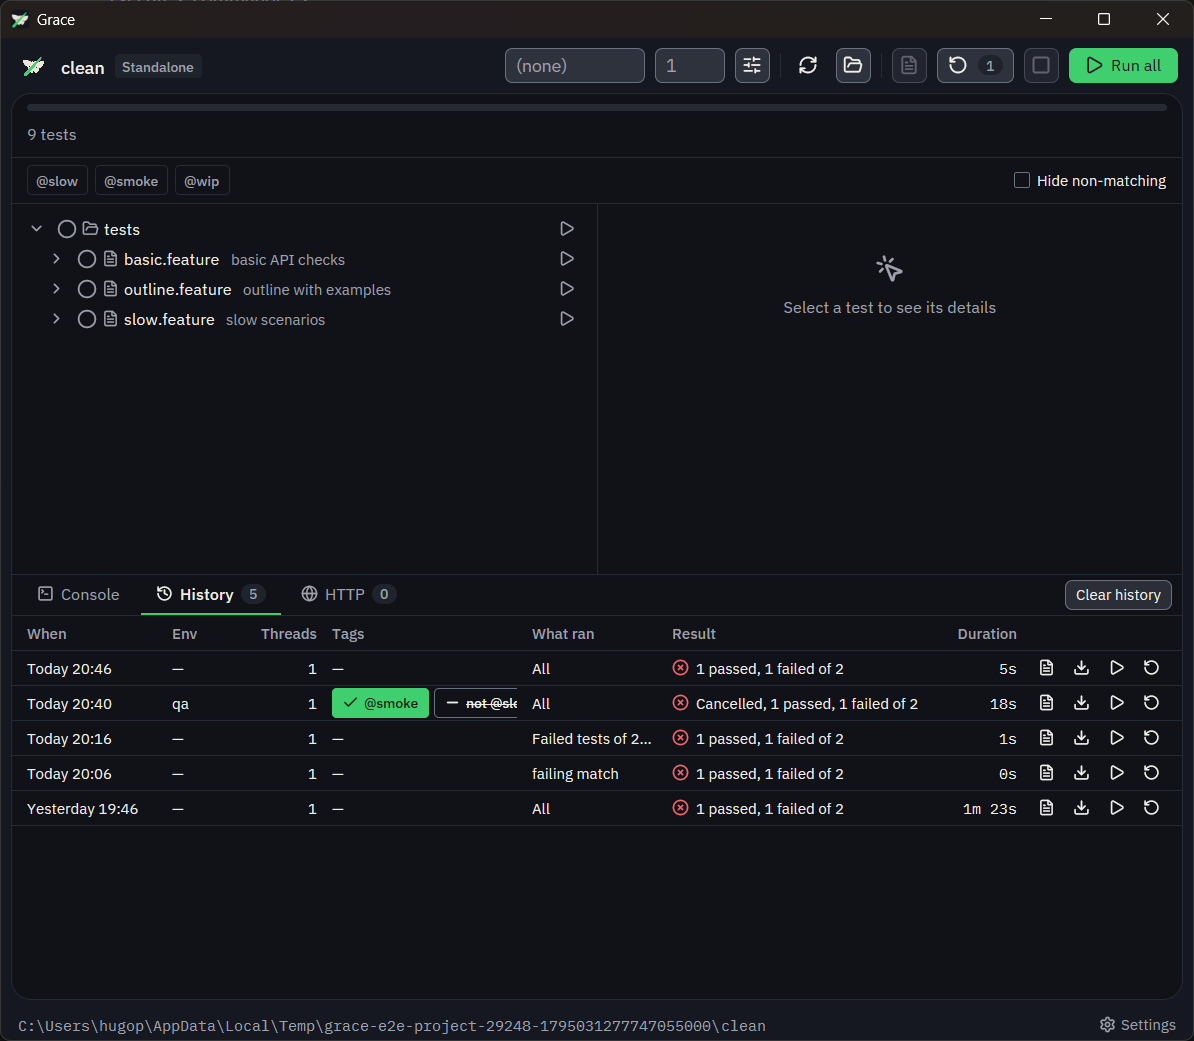 Grace
clean Standalone (none) 1 1 Run all
9 tests
@slow @smoke @wip Hide non-matching
tests
basic.feature basic API checks
outline.feature outline with examples
slow.feature slow scenarios
Select a test to see its details
Console History 5 HTTP 0 Clear history
When Env Threads Tags What ran Result Duration
Today 20:46 — 1 — All 1 passed, 1 failed of 2 5s
Today 20:40 qa 1 @smoke not @slo All Cancelled, 1 passed, 1 failed of 2 18s
Today 20:16 — 1 — Failed tests of 2... 1 passed, 1 failed of 2 1s
Today 20:06 — 1 — failing match 1 passed, 1 failed of 2 0s
Yesterday 19:46 — 1 — All 1 passed, 1 failed of 2 1m 23s
C:\Users\hugop\AppData\Local\Temp\grace-e2e-project-29248-1795031277747055000\clean Settings